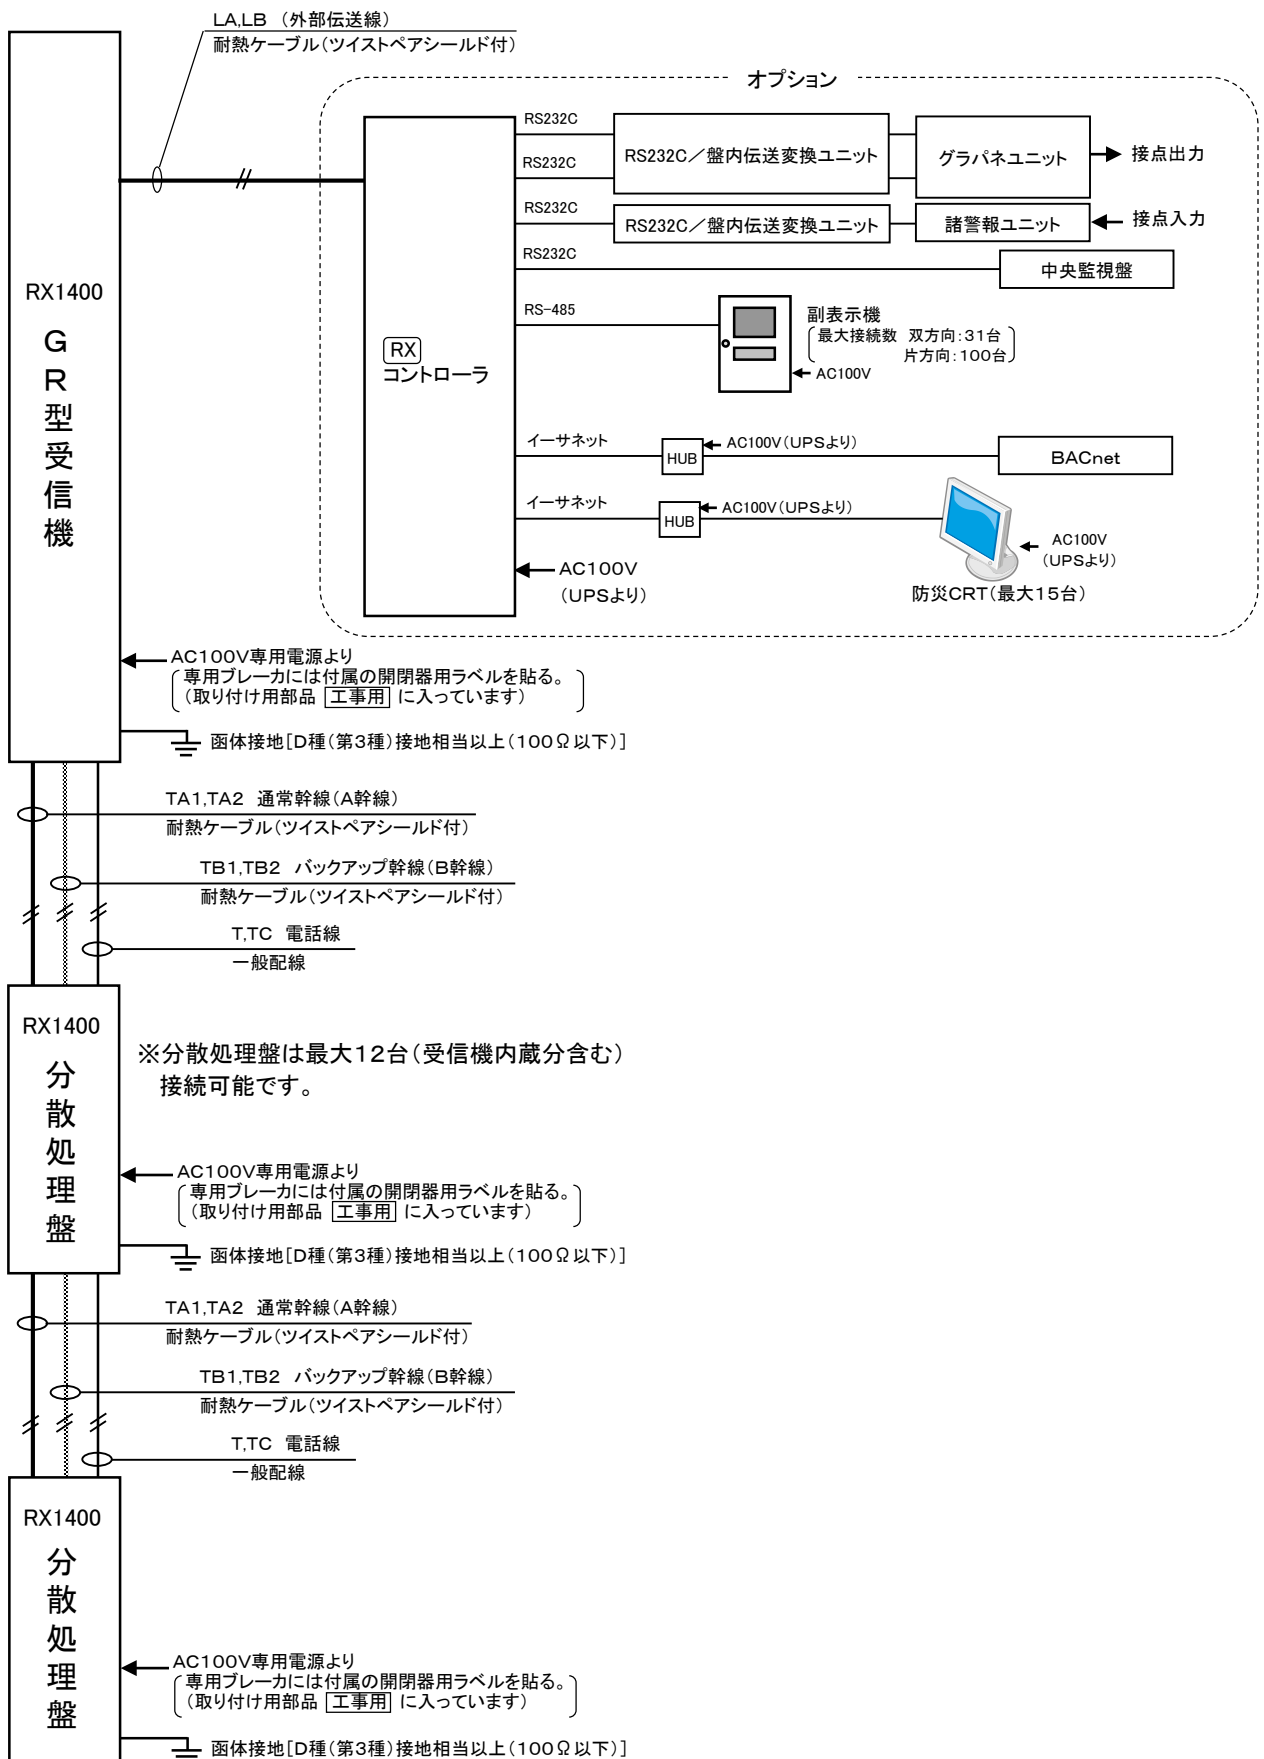 LA,LB （外部伝送線）
耐熱ケーブル（ツイストペアシールド付）
オプション
RX1400
GR型受信機
RX
コントローラ
RS232C
RS232C
RS232C／盤内伝送変換ユニット
グラパネユニット
接点出力
RS232C
RS232C／盤内伝送変換ユニット
諸警報ユニット
接点入力
RS232C
中央監視盤
RS-485
副表示機
最大接続数 双方向：31台
片方向：100台
AC100V
イーサネット
HUB
AC100V（UPSより）
BACnet
イーサネット
HUB
AC100V（UPSより）
AC100V
（UPSより）
防災CRT（最大15台）
AC100V
（UPSより）
AC100V専用電源より
専用ブレーカには付属の開閉器用ラベルを貼る。
（取り付け用部品 工事用 に入っています）
函体接地[D種（第3種）接地相当以上（100Ω以下）]
TA1,TA2 通常幹線（A幹線）
耐熱ケーブル（ツイストペアシールド付）
TB1,TB2 バックアップ幹線（B幹線）
耐熱ケーブル（ツイストペアシールド付）
T,TC 電話線
一般配線
RX1400
分散処理盤
※分散処理盤は最大12台（受信機内蔵分含む）
接続可能です。
AC100V専用電源より
専用ブレーカには付属の開閉器用ラベルを貼る。
（取り付け用部品 工事用 に入っています）
函体接地[D種（第3種）接地相当以上（100Ω以下）]
TA1,TA2 通常幹線（A幹線）
耐熱ケーブル（ツイストペアシールド付）
TB1,TB2 バックアップ幹線（B幹線）
耐熱ケーブル（ツイストペアシールド付）
T,TC 電話線
一般配線
RX1400
分散処理盤
AC100V専用電源より
専用ブレーカには付属の開閉器用ラベルを貼る。
（取り付け用部品 工事用 に入っています）
函体接地[D種（第3種）接地相当以上（100Ω以下）]